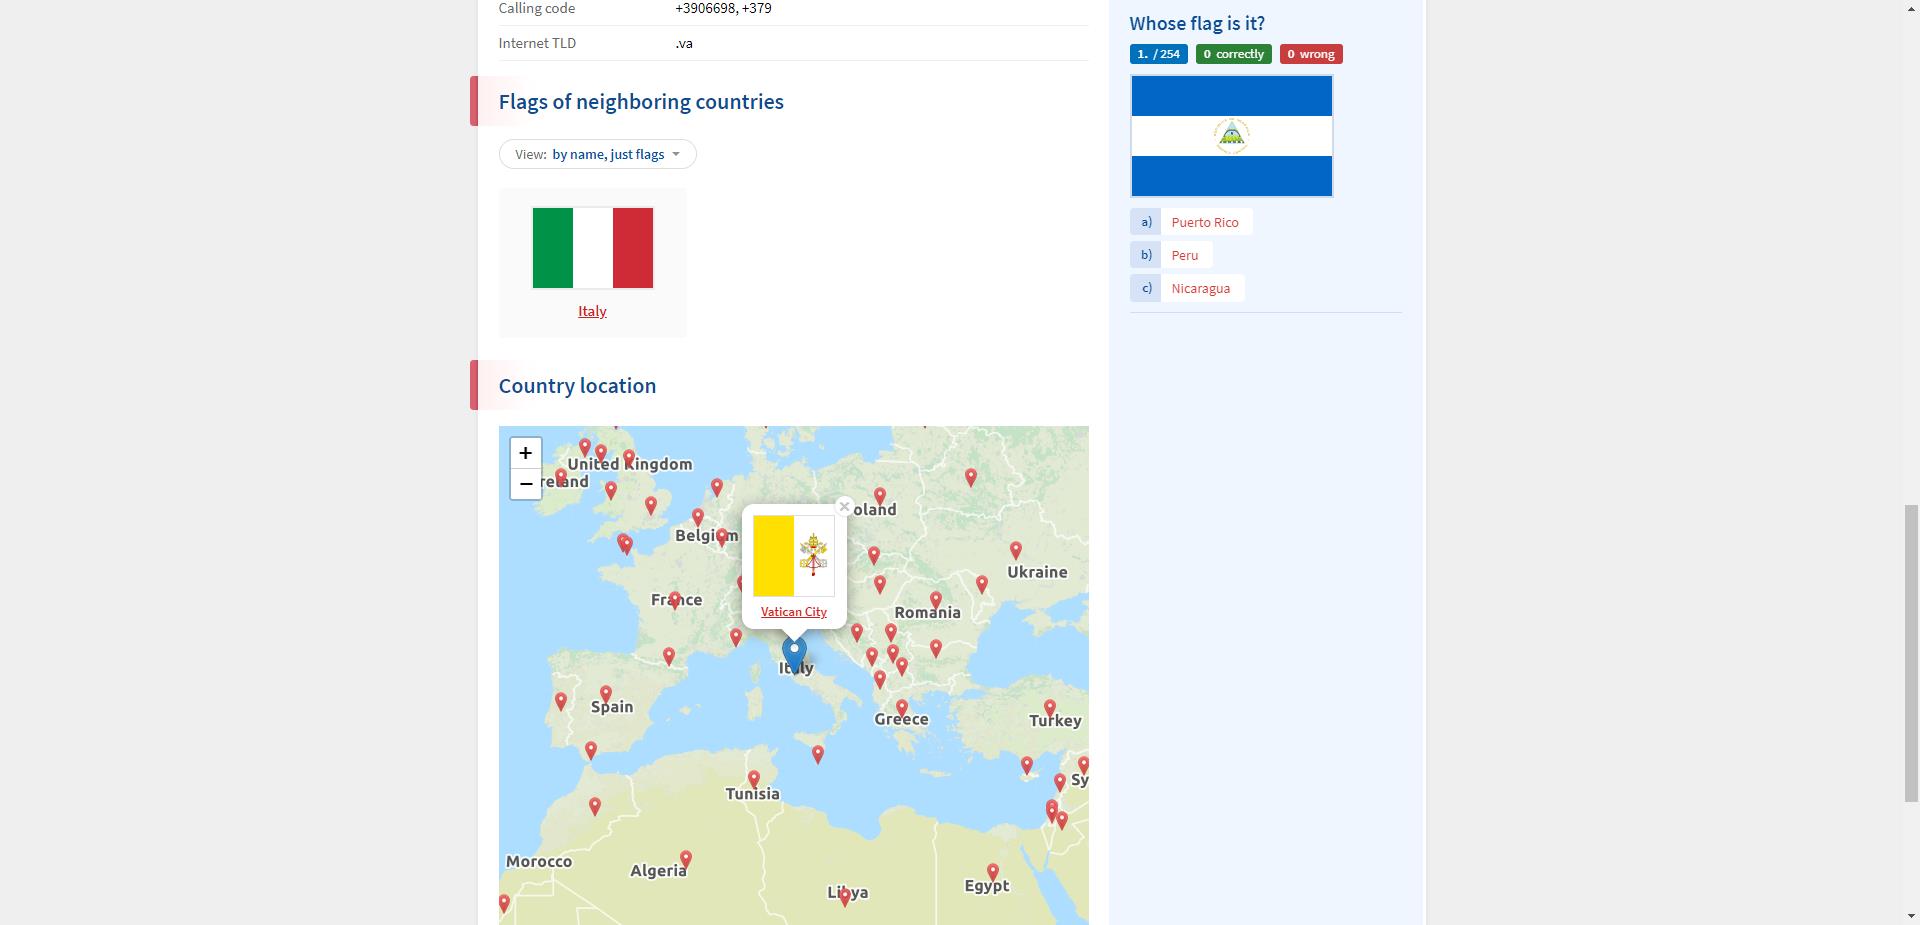 Calling code +3906698, +379
Internet TLD .va
Flags of neighboring countries
View: by name, just flags
Italy
Country location
+
−
United Kingdom
reland
oland
Belgium
Ukraine
France
Vatican City
Romania
Italy
Spain
Greece
Turkey
Sy
Tunisia
Morocco
Algeria
Libya
Egypt
Whose flag is it?
1. / 254 0 correctly 0 wrong
a) Puerto Rico
b) Peru
c) Nicaragua